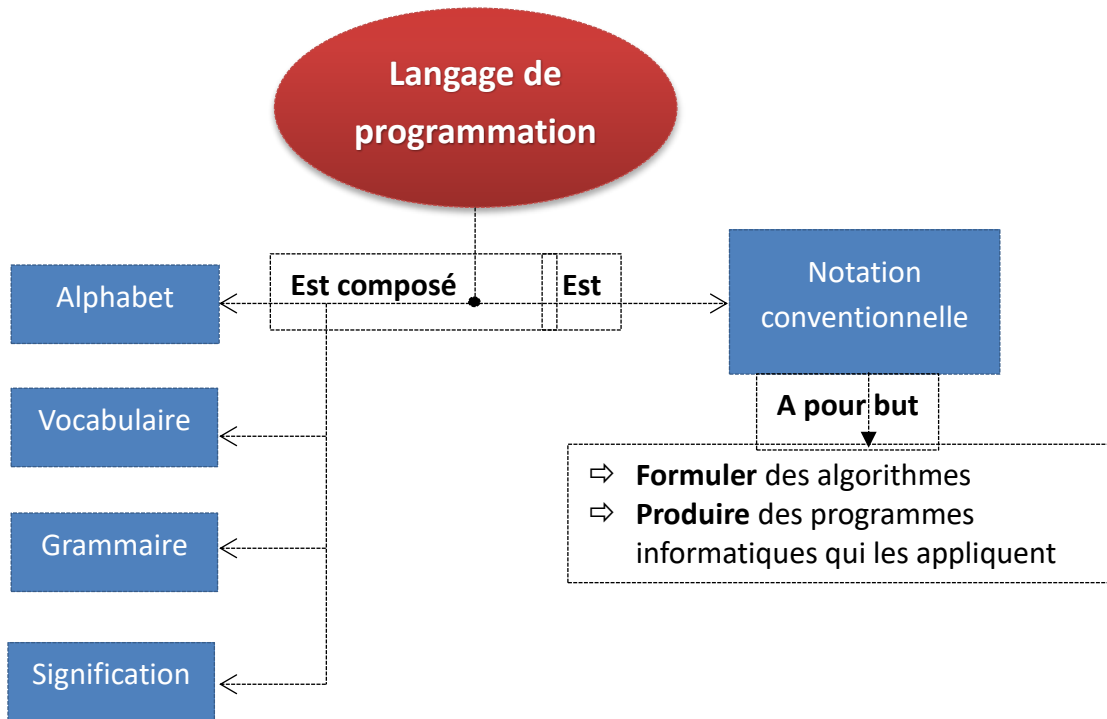 Langage de
programmation
Est composé
Est
Alphabet
Vocabulaire
Grammaire
Signification
Notation
conventionnelle
A pour but
⇨ Formuler des algorithmes
⇨ Produire des programmes
informatiques qui les appliquent